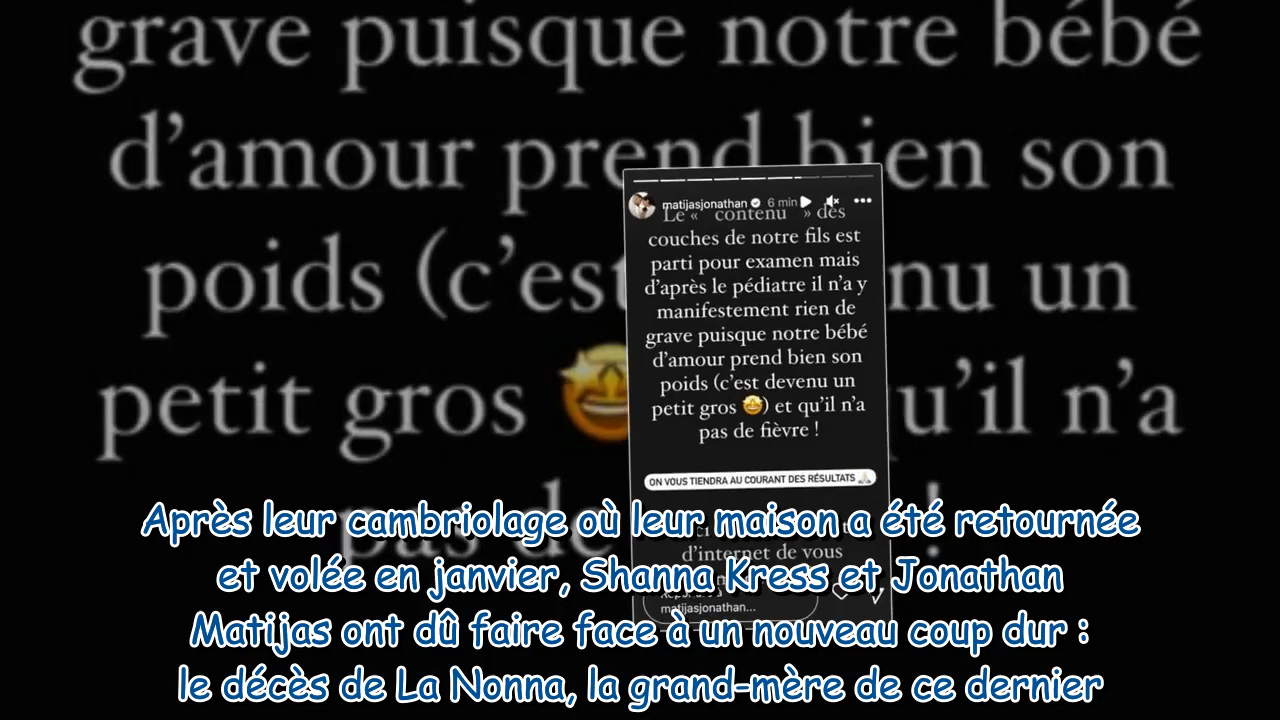 grave puisque notre bébé
d'amour prend bien son
poids (c'est nu un
petit gros 🤩 qu'il n'a
pas de !
matijasjonathan 6 min
Le « contenu » des
couches de notre fils est
parti pour examen mais
d'après le pédiatre il n'a y
manifestement rien de
grave puisque notre bébé
d'amour prend bien son
poids (c'est devenu un
petit gros 🤩) et qu'il n'a
pas de fièvre !
ON VOUS TIENDRA AU COURANT DES RÉSULTATS 🙏🏻
d'internet de vous
matijasjonathan...
Après leur cambriolage où leur maison a été retournée
et volée en janvier, Shanna Kress et Jonathan
Matijas ont dû faire face à un nouveau coup dur :
le décès de La Nonna, la grand-mère de ce dernier